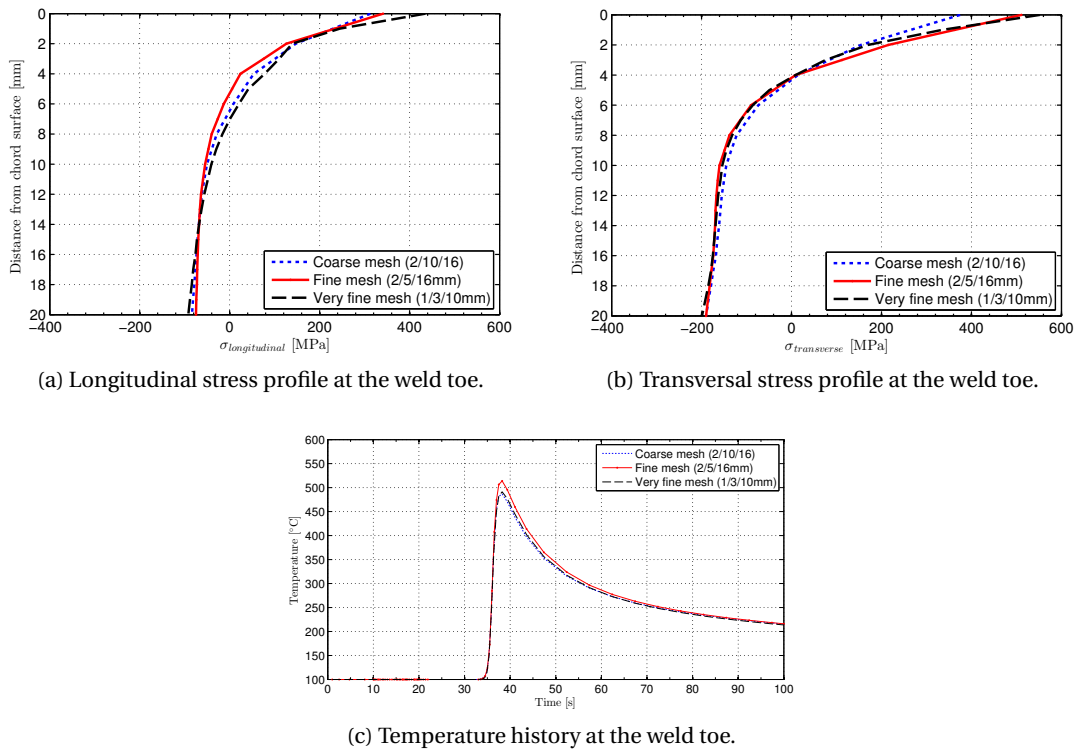 0
2
4
6
8
10
12
14
16
18
20
Distance from chord surface [mm]
Coarse mesh (2/10/16)
Fine mesh (2/5/16mm)
Very fine mesh (1/3/10mm)
−400 −200 0 200 400 600
σlongitudinal [MPa]
(a) Longitudinal stress profile at the weld toe.
0
2
4
6
8
10
12
14
16
18
20
Distance from chord surface [mm]
Coarse mesh (2/10/16)
Fine mesh (2/5/16mm)
Very fine mesh (1/3/10mm)
−400 −200 0 200 400 600
σtransverse [MPa]
(b) Transversal stress profile at the weld toe.
600
550
500
450
400
350
300
250
200
150
100
Temperature [°C]
Coarse mesh (2/10/16)
Fine mesh (2/5/16mm)
Very fine mesh (1/3/10mm)
0 10 20 30 40 50 60 70 80 90 100
Time [s]
(c) Temperature history at the weld toe.